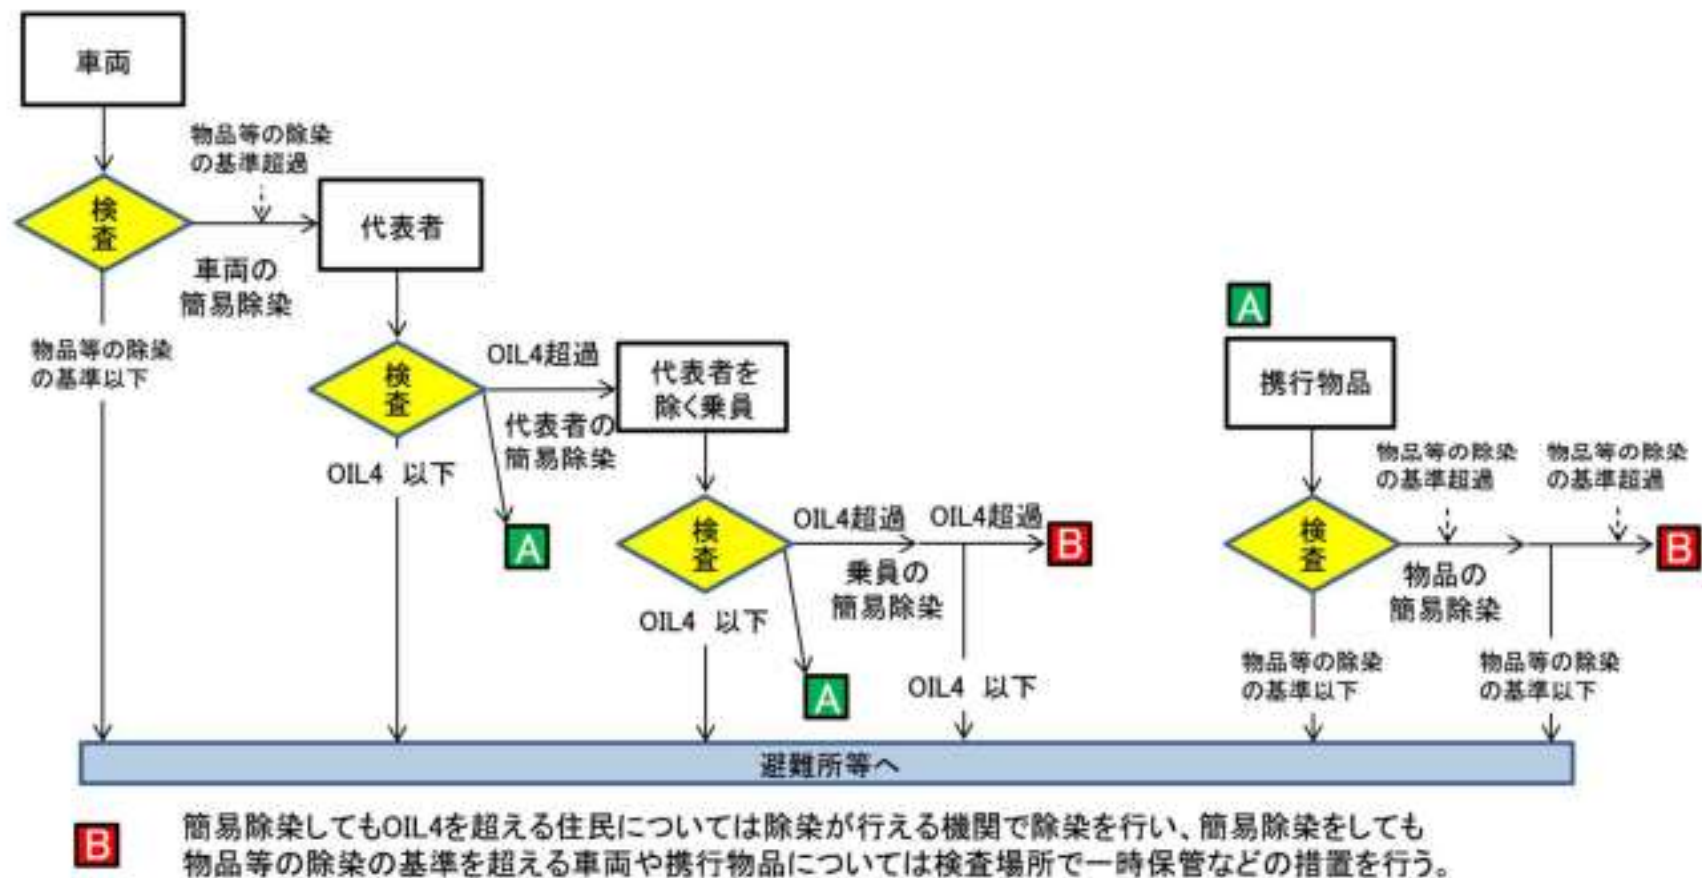 車両
物品等の除染
の基準超過
検
査
車両の
簡易除染
物品等の除染
の基準以下
代表者
検
査
OIL4超過
代表者の
簡易除染
OIL4 以下
A
代表者を
除く乗員
検
査
OIL4超過
乗員の
簡易除染
OIL4超過
B
OIL4 以下
A
OIL4 以下
A
携行物品
検
査
物品等の除染
の基準超過
物品の
簡易除染
物品等の除染
の基準超過
B
物品等の除染
の基準以下
物品等の除染
の基準以下
避難所等へ
B
簡易除染してもOIL4を超える住民については除染が行える機関で除染を行い、簡易除染をしても
物品等の除染の基準を超える車両や携行物品については検査場所で一時保管などの措置を行う。